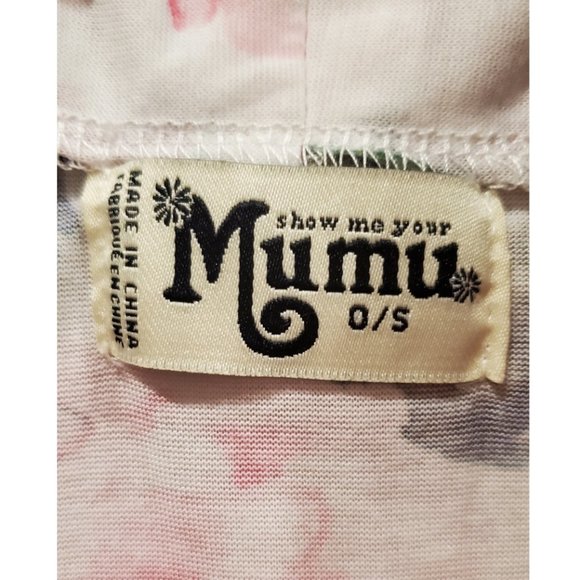 show me your
Mumu
O/S
MADE IN CHINA
FABRIQUÉ EN CHINE